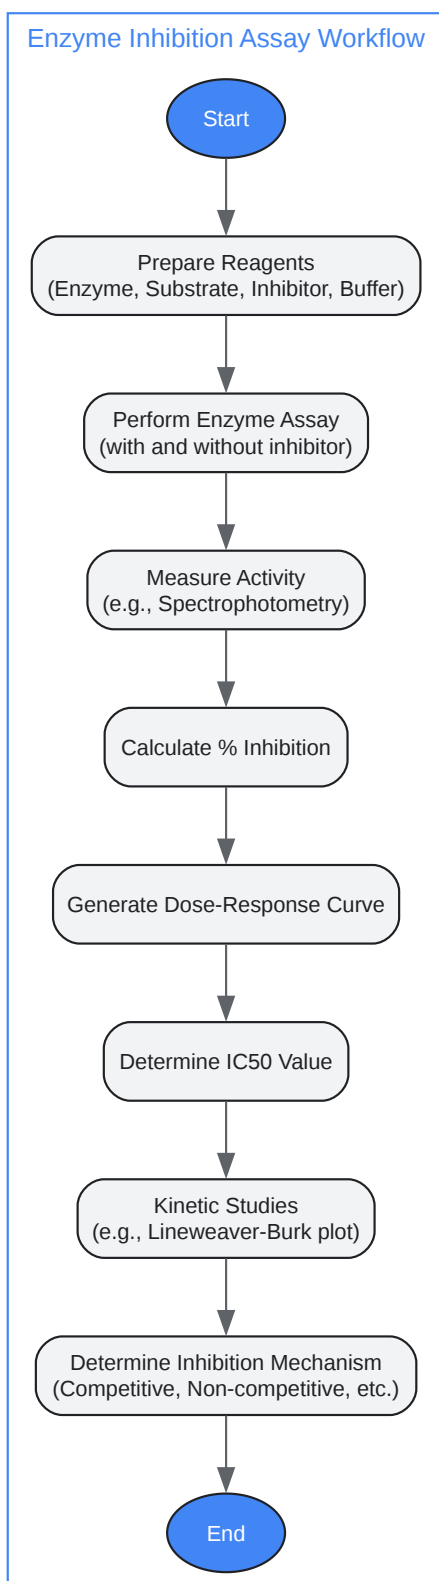 Enzyme Inhibition Assay Workflow
Start
Prepare Reagents
(Enzyme, Substrate, Inhibitor, Buffer)
Perform Enzyme Assay
(with and without inhibitor)
Measure Activity
(e.g., Spectrophotometry)
Calculate % Inhibition
Generate Dose-Response Curve
Determine IC50 Value
Kinetic Studies
(e.g., Lineweaver-Burk plot)
Determine Inhibition Mechanism
(Competitive, Non-competitive, etc.)
End